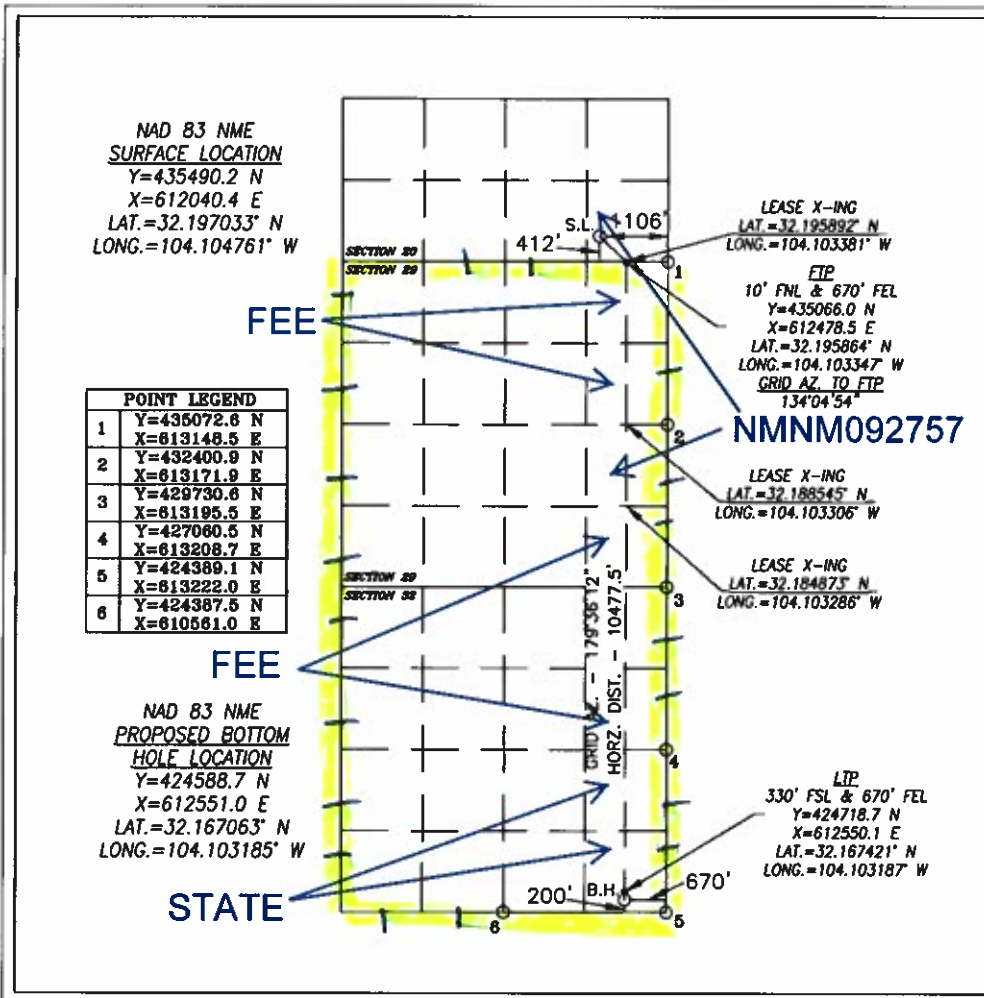 NAD 83 NME
SURFACE LOCATION
Y=435490.2 N
X=612040.4 E
LAT.=32.197033° N
LONG.=104.104761° W
S.L.
1106'
412'
LEASE X-ING
LAT.=32.195892° N
LONG.=104.103381° W
SECTION 20
SECTION 29
1
FTP
10' FNL & 670' FEL
Y=435066.0 N
X=612478.5 E
LAT.=32.195864° N
LONG.=104.103347° W
GRID AZ. TO FTP
134°04'54"
FEE
NMNM092757
POINT LEGEND
1 Y=435072.6 N
X=613148.5 E
2 Y=432400.9 N
X=613171.9 E
3 Y=429730.6 N
X=613195.5 E
4 Y=427060.5 N
X=613208.7 E
5 Y=424389.1 N
X=613222.0 E
6 Y=424387.5 N
X=610561.0 E
2
LEASE X-ING
LAT.=32.188545° N
LONG.=104.103306° W
LEASE X-ING
LAT.=32.184873° N
LONG.=104.103286° W
SECTION 29
SECTION 32
3
GRID AZ. - 179°36'12"
HORZ. DIST. - 10477.5'
FEE
NAD 83 NME
PROPOSED BOTTOM
HOLE LOCATION
Y=424588.7 N
X=612551.0 E
LAT.=32.167063° N
LONG.=104.103185° W
4
LTP
330' FSL & 670' FEL
Y=424718.7 N
X=612550.1 E
LAT.=32.167421° N
LONG.=104.103187° W
STATE
200'
B.H.
670'
6
5